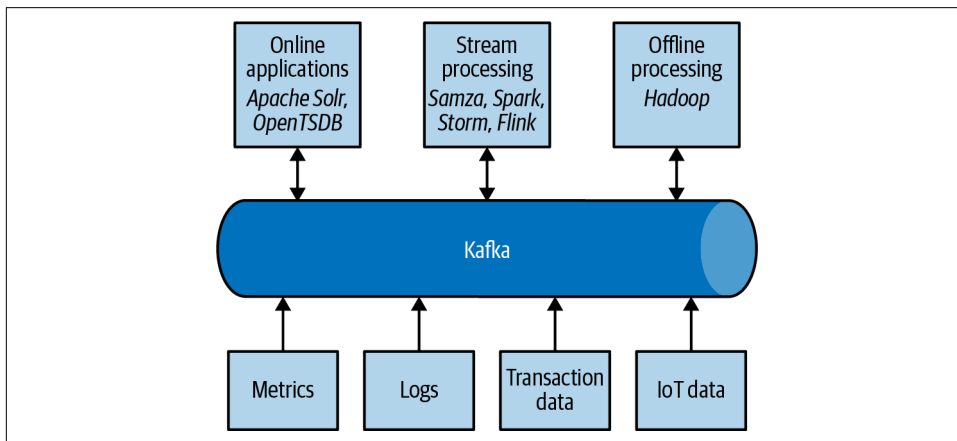 Online
applications
Apache Solr,
OpenTSDB
Stream
processing
Samza, Spark,
Storm, Flink
Offline
processing
Hadoop
Kafka
Metrics
Logs
Transaction
data
IoT data